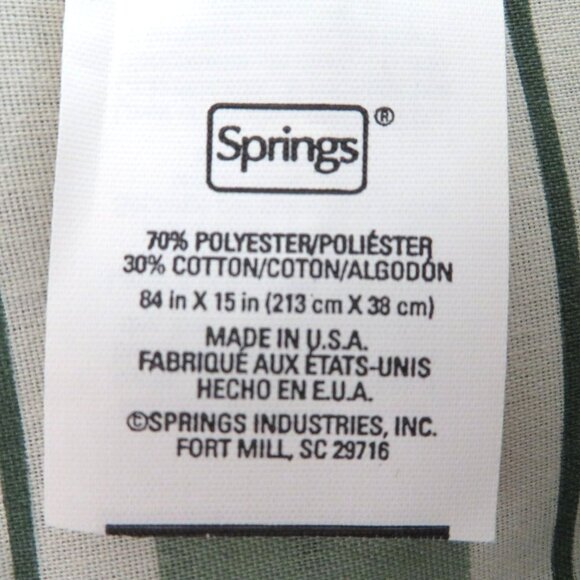 Springs®
70% POLYESTER/POLIÉSTER
30% COTTON/COTON/ALGODÓN
84 in X 15 in (213 cm X 38 cm)
MADE IN U.S.A.
FABRIQUÉ AUX ÉTATS-UNIS
HECHO EN E.U.A.
©SPRINGS INDUSTRIES, INC.
FORT MILL, SC 29716